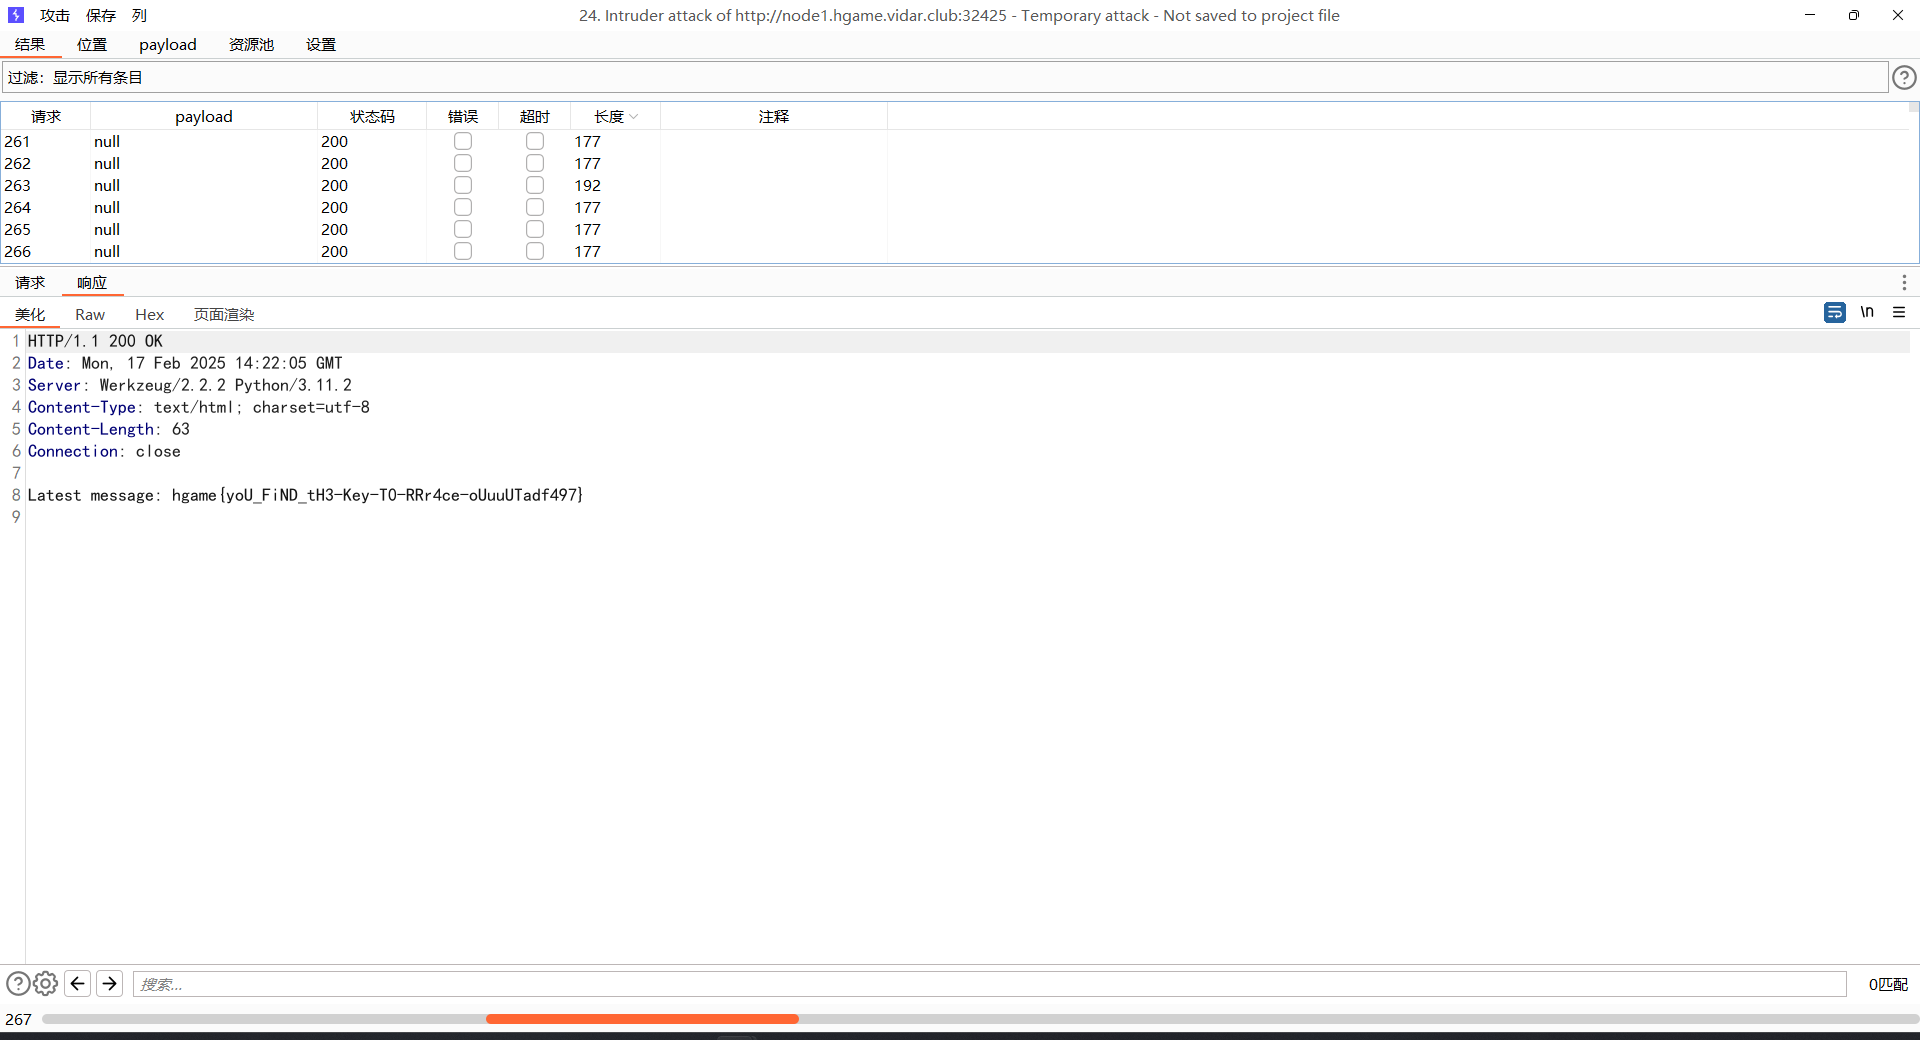 攻击 保存 列 24. Intruder attack of http://node1.hgame.vidar.club:32425 - Temporary attack - Not saved to project file
结果 位置 payload 资源池 设置
过滤：显示所有条目
请求 payload 状态码 错误 超时 长度 注释
261 null 200 177
262 null 200 177
263 null 200 192
264 null 200 177
265 null 200 177
266 null 200 177
请求 响应
美化 Raw Hex 页面渲染 \n
1 HTTP/1.1 200 OK
2 Date: Mon, 17 Feb 2025 14:22:05 GMT
3 Server: Werkzeug/2.2.2 Python/3.11.2
4 Content-Type: text/html; charset=utf-8
5 Content-Length: 63
6 Connection: close
7
8 Latest message: hgame{yoU_FiND_tH3-Key-T0-RRr4ce-oUuuUTadf497}
9
搜索... 0匹配
267